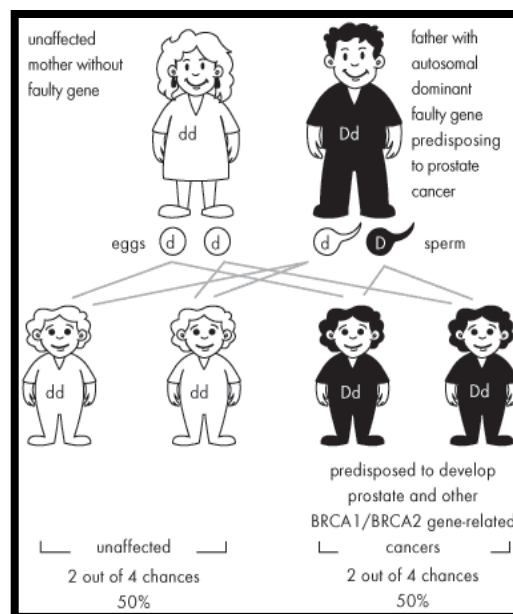 unaffected
mother without
faulty gene
dd
Dd
father with
autosomal
dominant
faulty gene
predisposing
to prostate
cancer
eggs d d
d D sperm
dd
dd
Dd
Dd
predisposed to develop
prostate and other
BRCA1/BRCA2 gene-related
cancers
unaffected
2 out of 4 chances
50%
2 out of 4 chances
50%